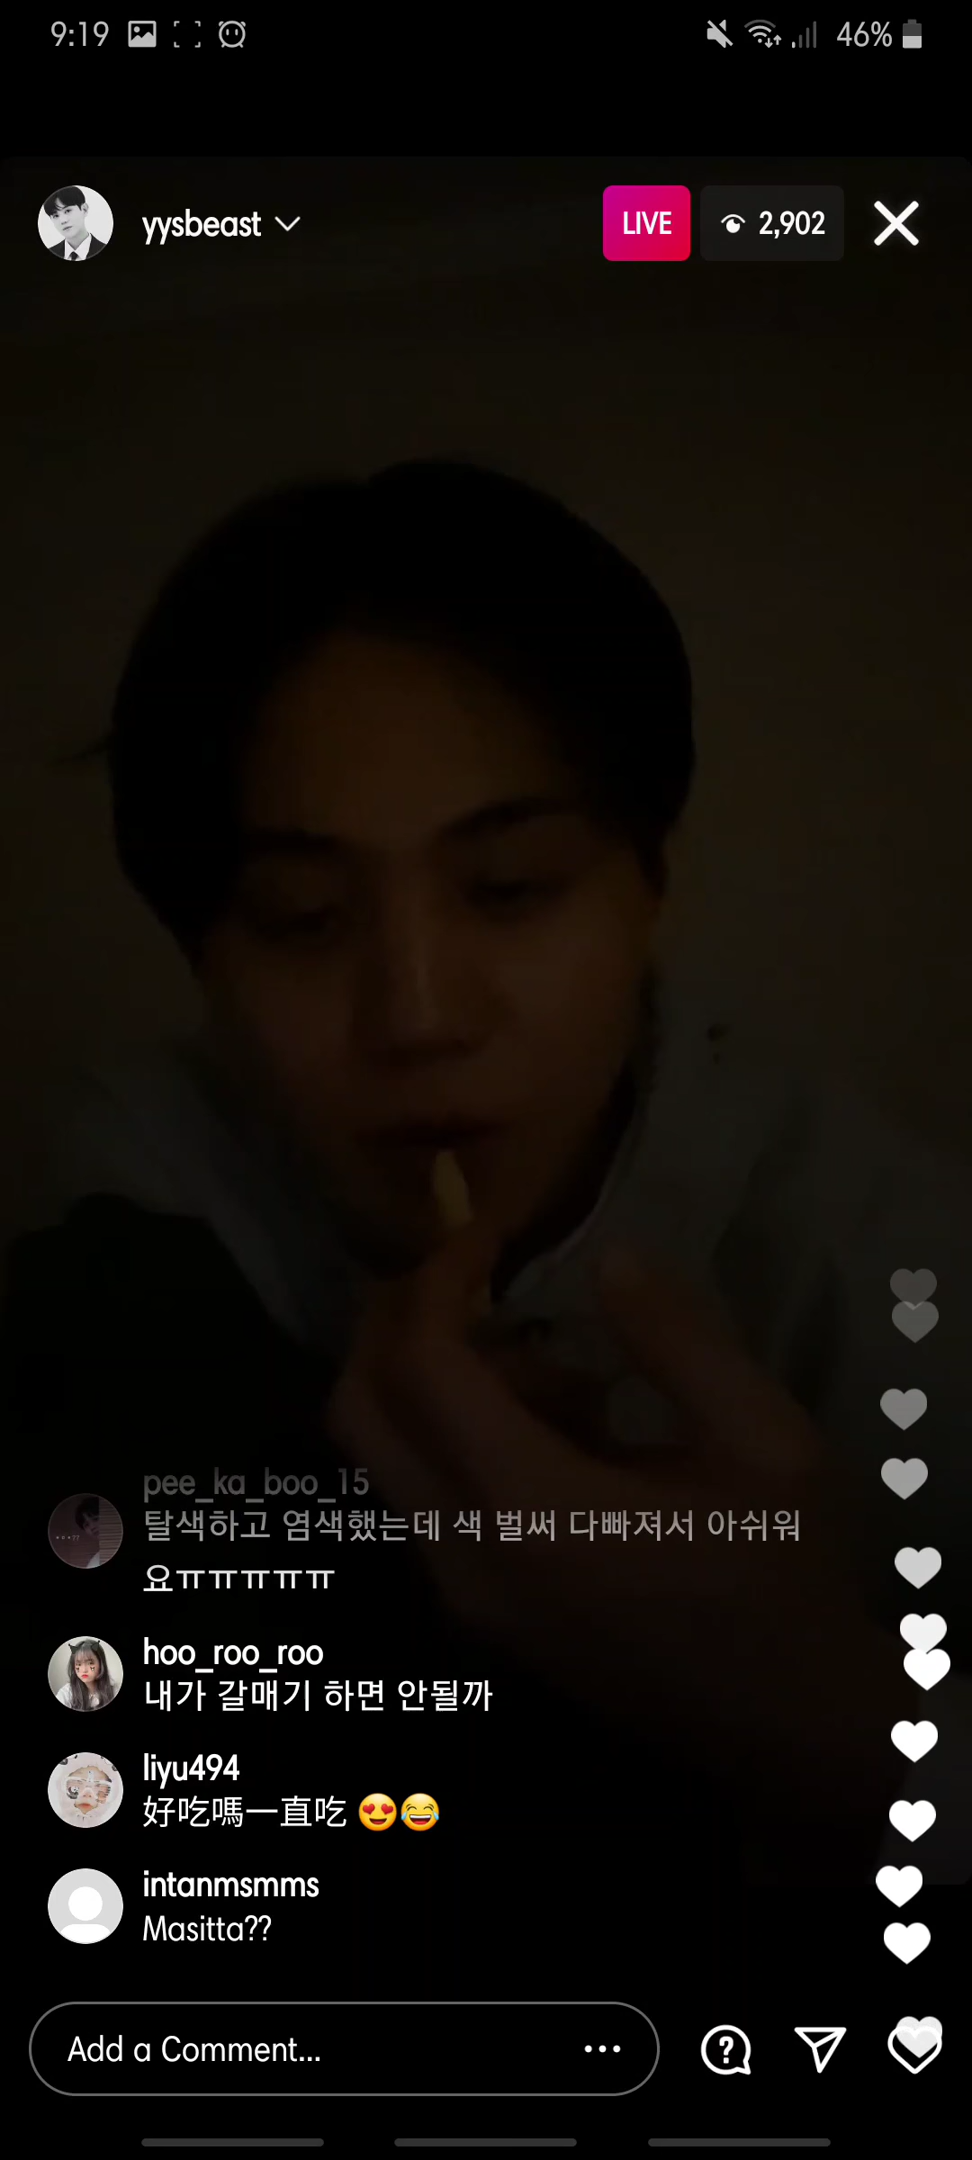 9:19
46%
yysbeast
LIVE
2,902
pee_ka_boo_15
탈색하고 염색했는데 색 벌써 다빠져서 아쉬워
요ㅠㅠㅠㅠㅠ
hoo_roo_roo
내가 갈매기 하면 안될까
liyu494
好吃嗎一直吃 😍😂
intanmsmms
Masitta??
Add a Comment...